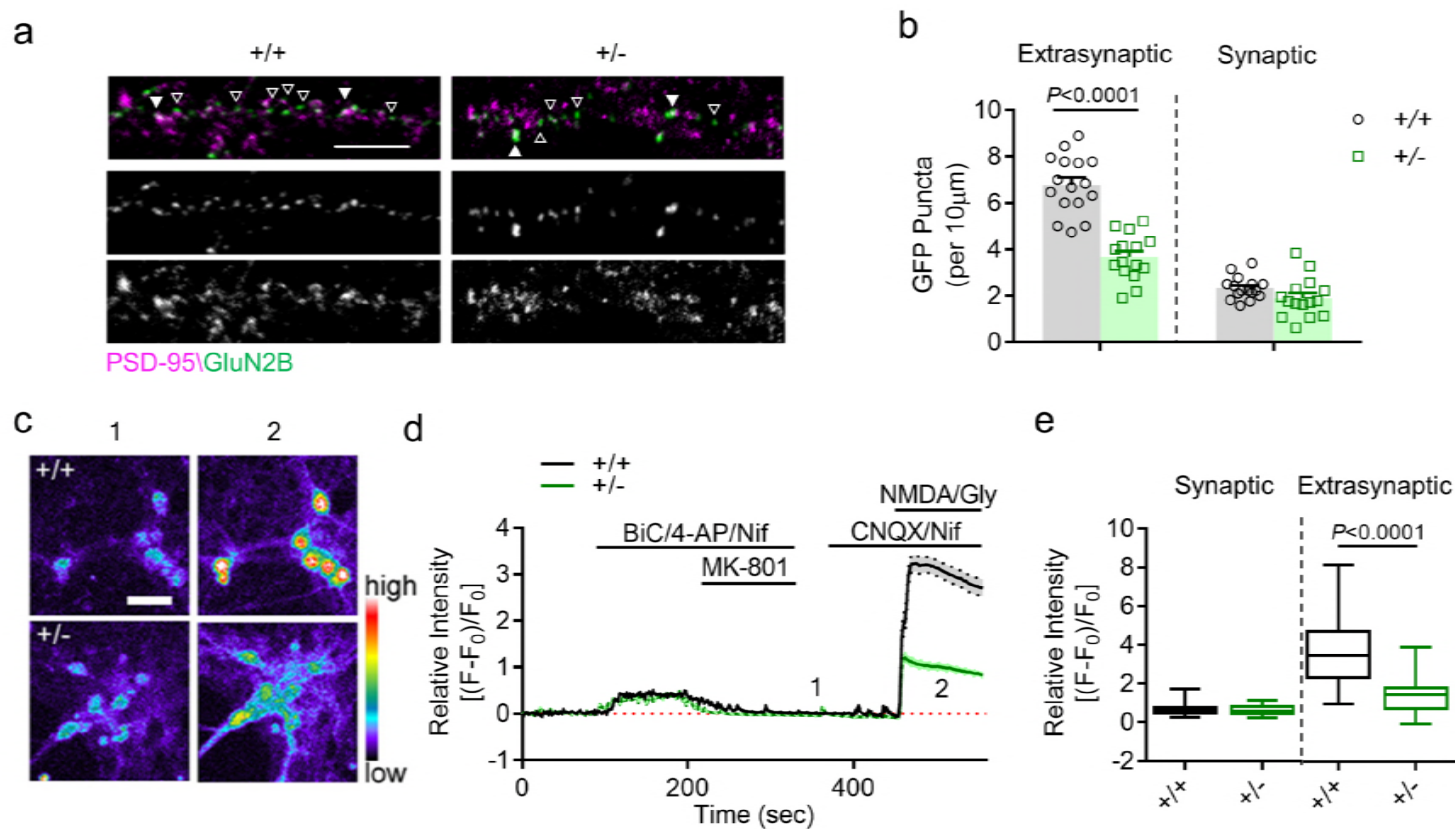 a
+/+
+/-
PSD-95\GluN2B
b
Extrasynaptic
Synaptic
P<0.0001
+/+
+/-
GFP Puncta
(per 10μm)
10
8
6
4
2
0
c
1
2
+/+
+/-
high
low
d
+/+
+/-
NMDA/Gly
BiC/4-AP/Nif
CNQX/Nif
MK-801
Relative Intensity
[(F-F0)/F0]
4
3
2
1
0
-1
1
2
0
200
400
Time (sec)
e
Synaptic
Extrasynaptic
P<0.0001
Relative Intensity
[(F-F0)/F0]
10
8
6
4
2
0
-2
+/+
+/-
+/+
+/-